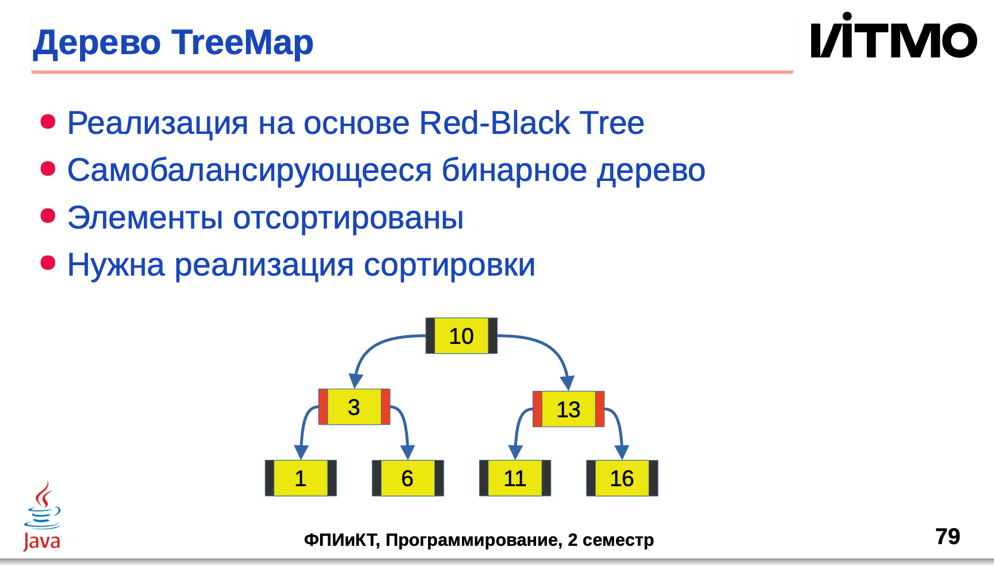 Дерево TreeMap
ITMO
Реализация на основе Red-Black Tree
Самобалансирующееся бинарное дерево
Элементы отсортированы
Нужна реализация сортировки
10
3
13
1
6
11
16
Java
ФПИиКТ, Программирование, 2 семестр
79